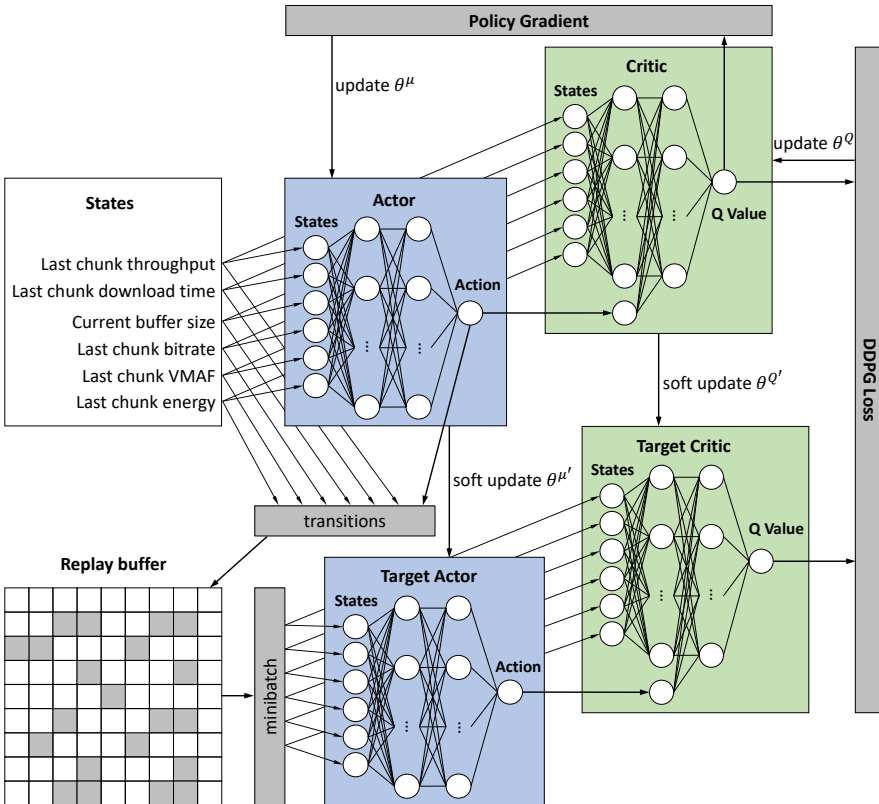 Policy Gradient
Critic
update θ^μ
States
update θ^Q
Q Value
States
Last chunk throughput
Last chunk download time
Current buffer size
Last chunk bitrate
Last chunk VMAF
Last chunk energy
Actor
States
Action
...
...
...
...
DDPG Loss
soft update θ^Q′
soft update θ^μ′
Target Critic
States
Q Value
...
...
transitions
Replay buffer
minibatch
Target Actor
States
Action
...
...